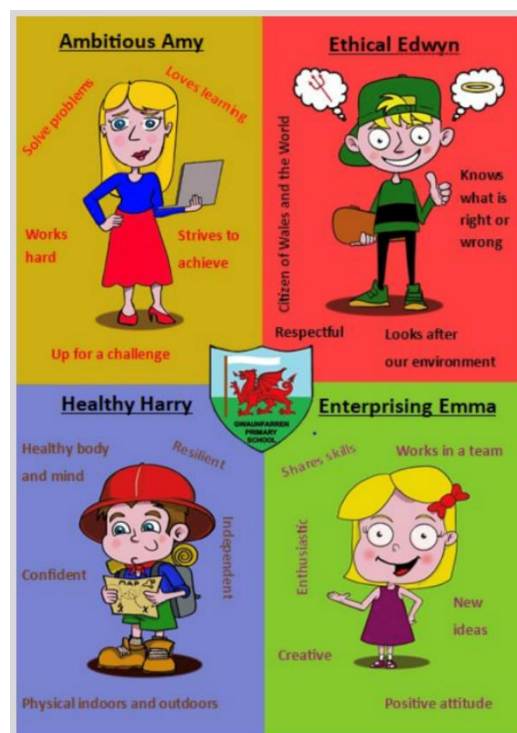 Ambitious Amy
Solve problems
Loves learning
Works
hard
Strives to
achieve
Up for a challenge
Ethical Edwyn
Citizen of Wales and the World
Knows
what is
right or
wrong
Respectful
Looks after
our environment
GWAUNFARREN
PRIMARY
SCHOOL
Healthy Harry
Healthy body
and mind
Resilient
Independent
Confident
MAP
Physical indoors and outdoors
Enterprising Emma
Shares skills
Works in a team
Enthusiastic
New
ideas
Creative
Positive attitude